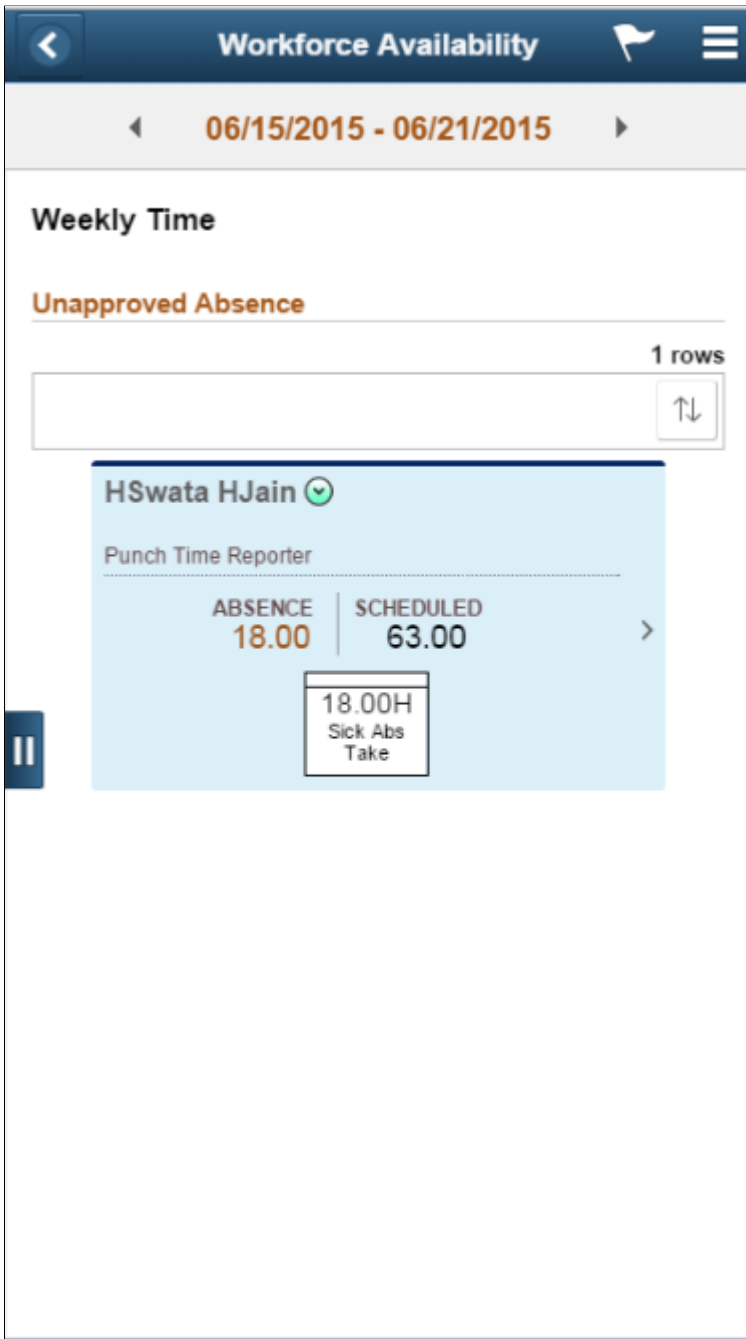 Workforce Availability
06/15/2015 - 06/21/2015
Weekly Time
Unapproved Absence
1 rows
HSwata HJain
Punch Time Reporter
ABSENCE SCHEDULED
18.00 63.00
18.00H
Sick Abs
Take